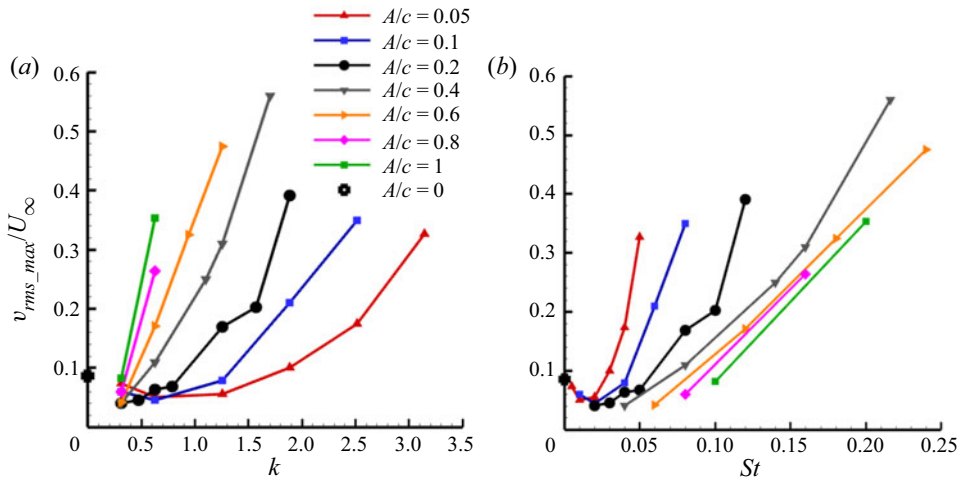 A/c = 0.05
A/c = 0.1
A/c = 0.2
A/c = 0.4
A/c = 0.6
A/c = 0.8
A/c = 1
A/c = 0
(a)
0.6
0.5
0.4
0.3
0.2
0.1
v_rms_max/U∞
0 0.5 1.0 1.5 2.0 2.5 3.0 3.5
k
(b)
0.6
0.5
0.4
0.3
0.2
0.1
0 0.05 0.10 0.15 0.20 0.25
St